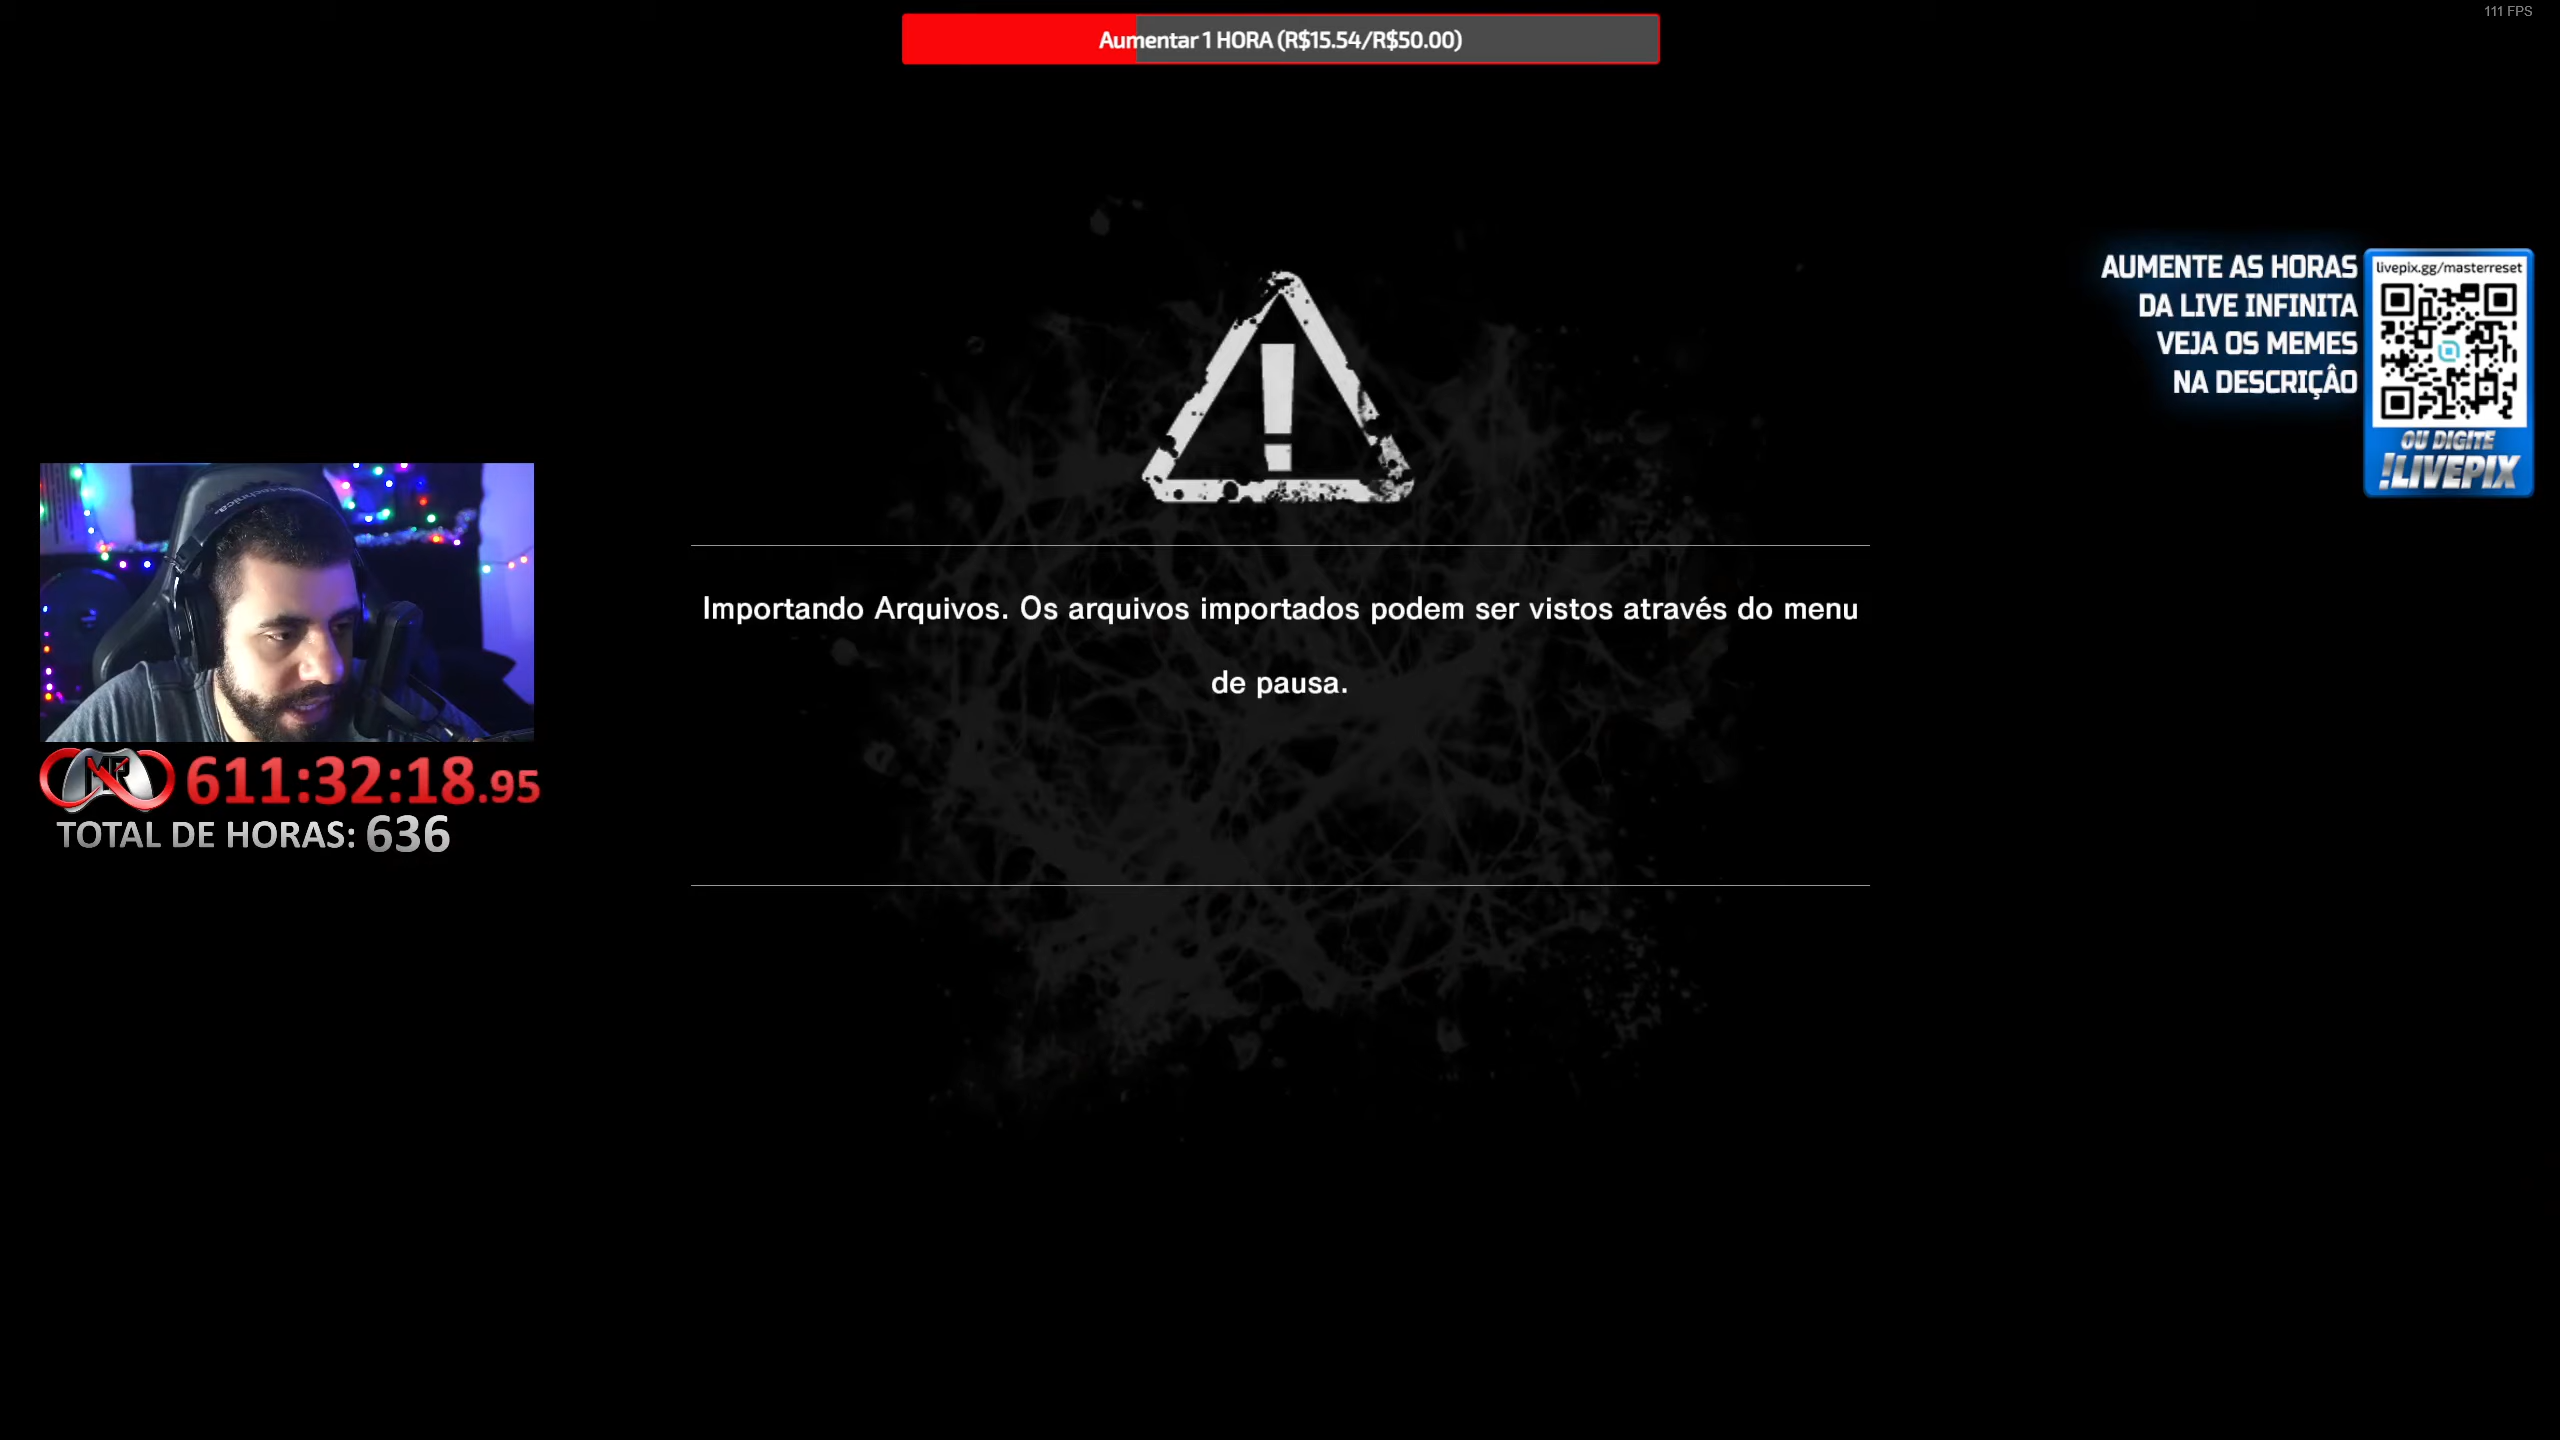 111 FPS
Aumentar 1 HORA (R$15.54/R$50.00)
AUMENTE AS HORAS
DA LIVE INFINITA
VEJA OS MEMES
NA DESCRIÇÂO
livepix.gg/masterreset
OU DIGITE
!LIVEPIX
Importando Arquivos. Os arquivos importados podem ser vistos através do menu
de pausa.
MR
611:32:18.95
TOTAL DE HORAS: 636